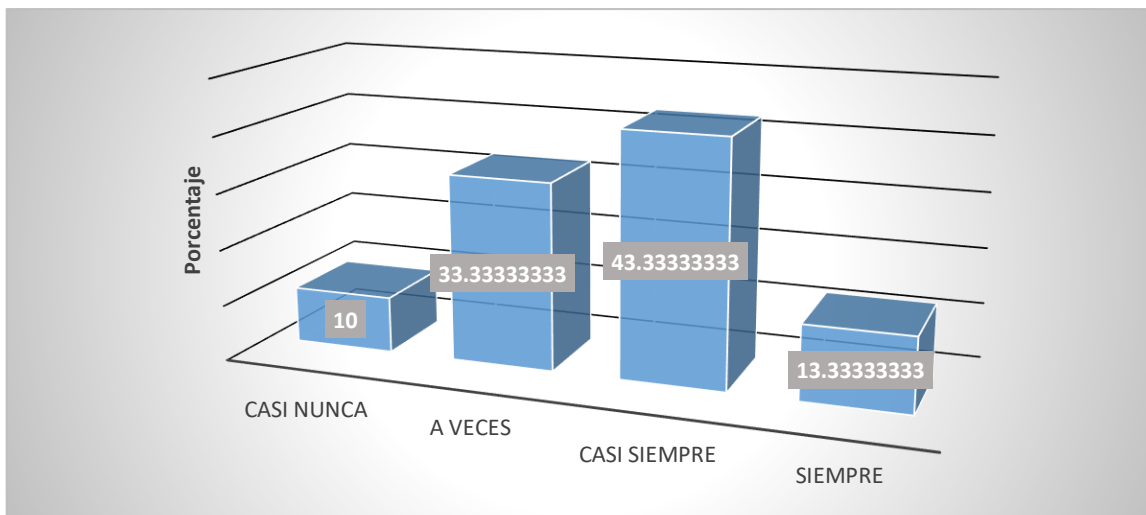 Porcentaje
10
33.33333333
43.33333333
13.33333333
CASI NUNCA
A VECES
CASI SIEMPRE
SIEMPRE